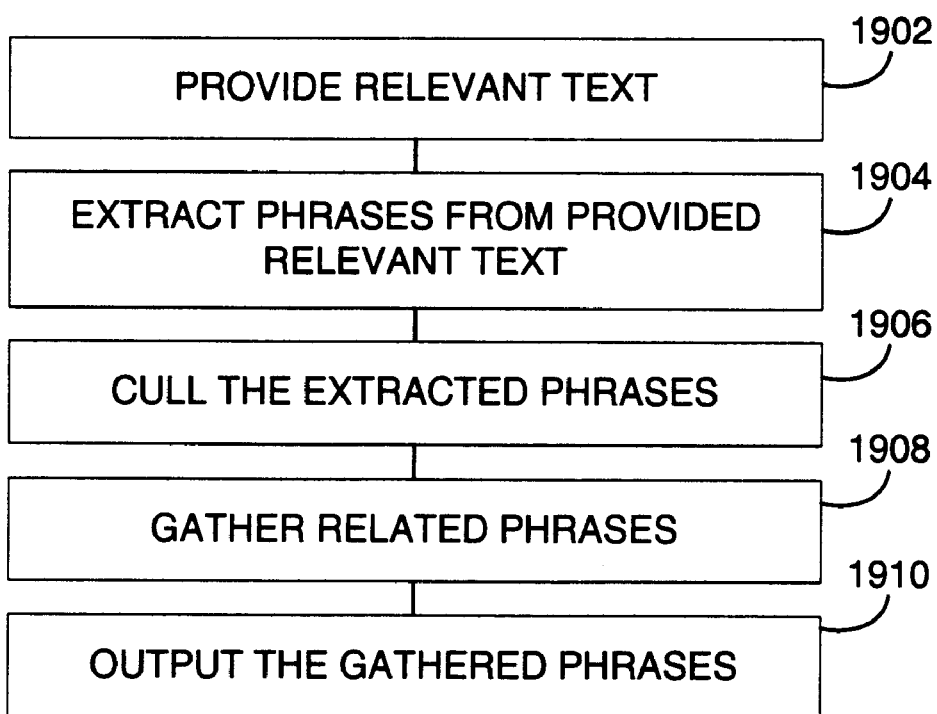 1902
PROVIDE RELEVANT TEXT
1904
EXTRACT PHRASES FROM PROVIDED
RELEVANT TEXT
1906
CULL THE EXTRACTED PHRASES
1908
GATHER RELATED PHRASES
1910
OUTPUT THE GATHERED PHRASES